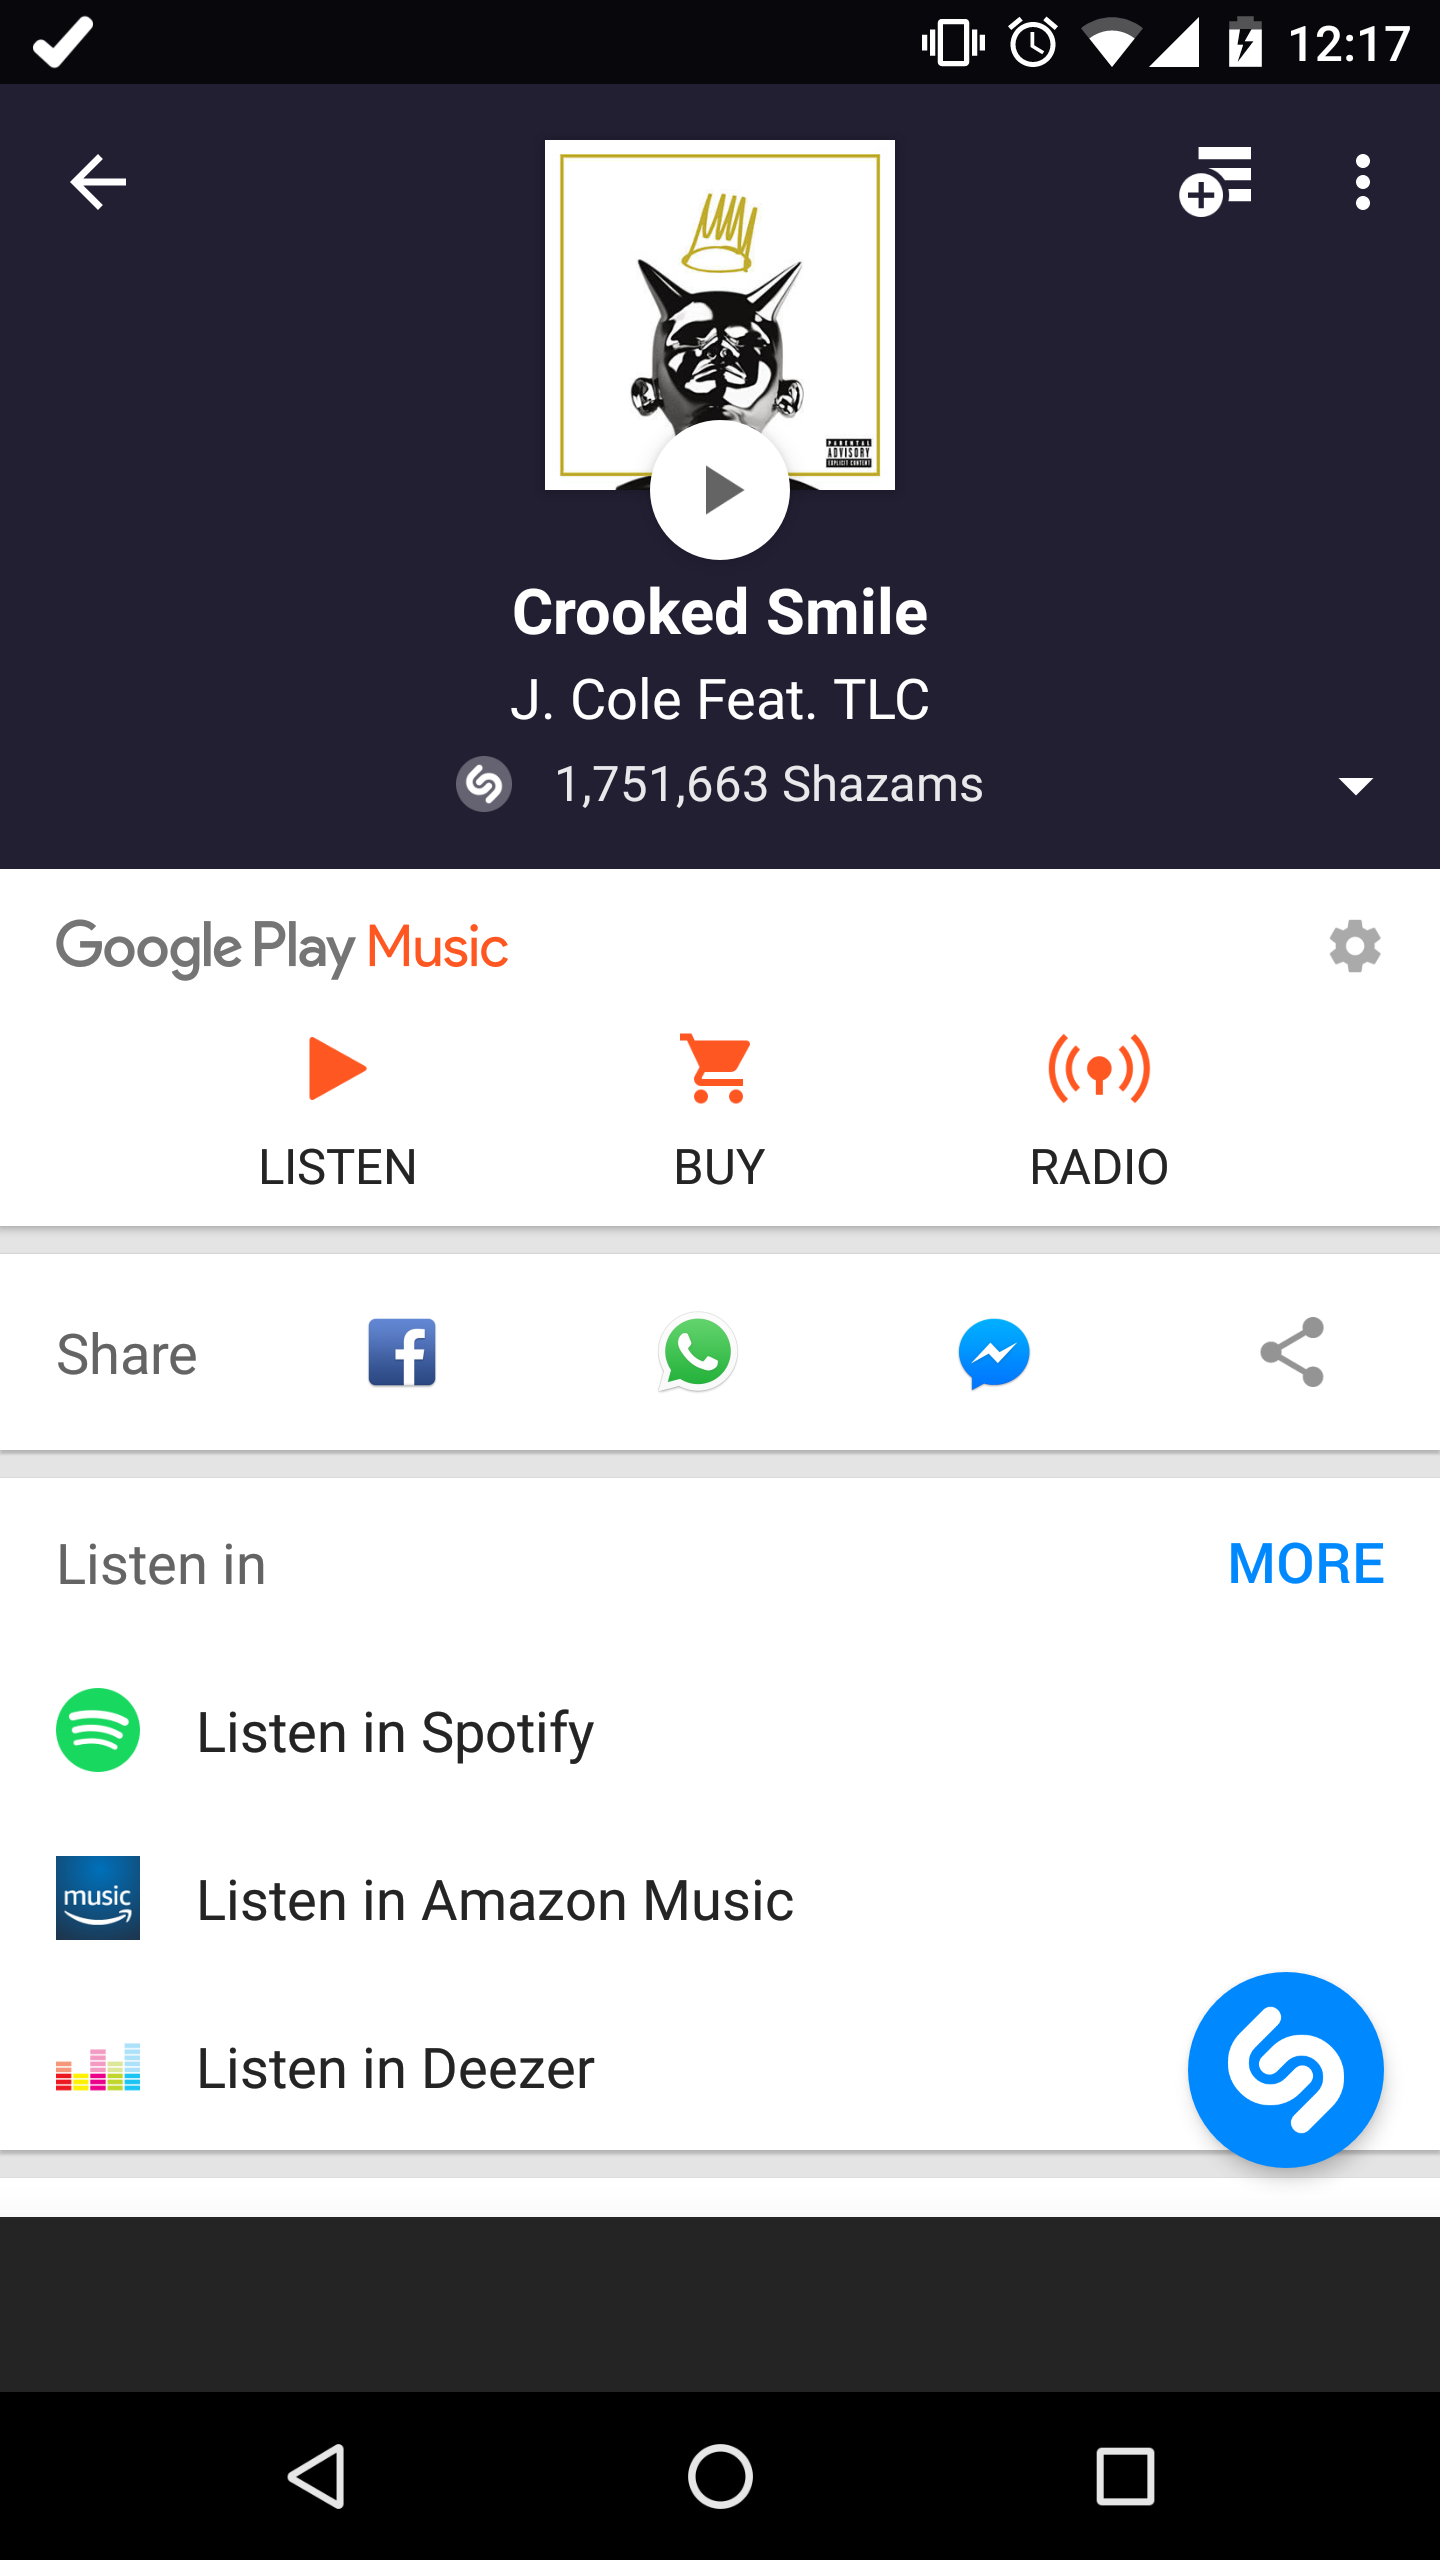 12:17
PARENTAL
ADVISORY
EXPLICIT CONTENT
Crooked Smile
J. Cole Feat. TLC
1,751,663 Shazams
Google Play Music
LISTEN BUY RADIO
Share
Listen in MORE
Listen in Spotify
music
Listen in Amazon Music
Listen in Deezer